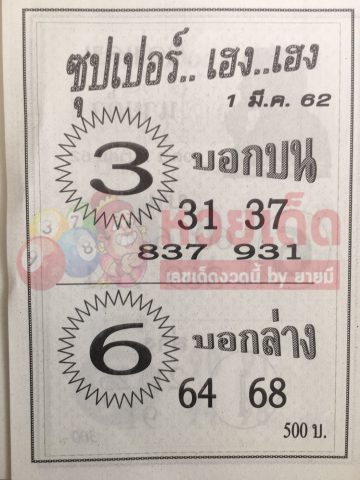 ซุปเปอร์.. เฮง..เฮง
1 มี.ค. 62
3 บอกบน
31 37
หวยเด็ด
837 931
เลขเด็ดงวดนี้ by ยายมี
6 บอกล่าง
64 68
500 บ.